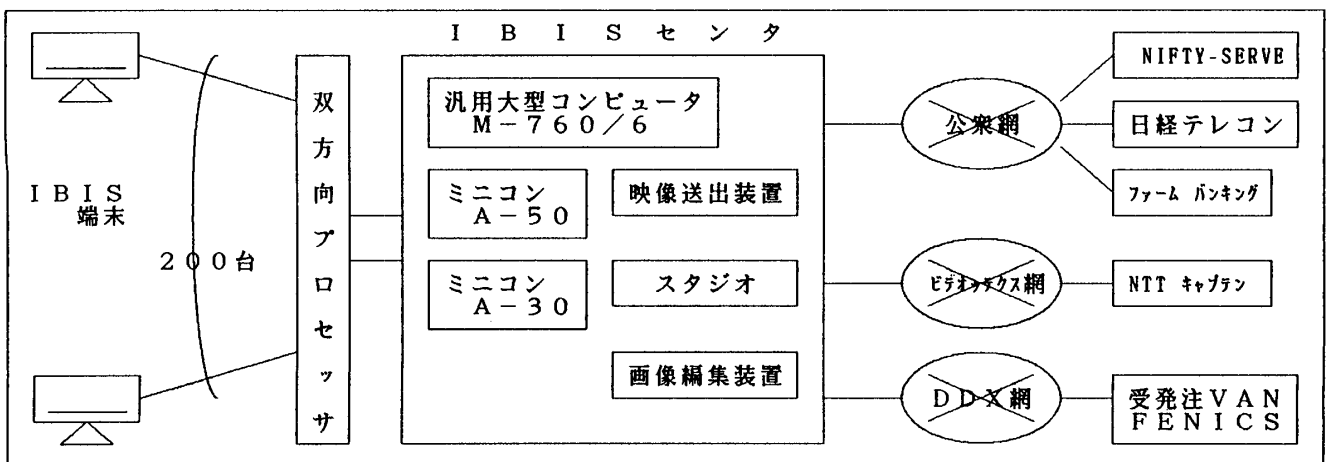 ＩＢＩＳセンタ
ＩＢＩＳ
端末
２００台
双方向プロセッサ
汎用大型コンピュータ
Ｍ－７６０／６
ミニコン
Ａ－５０
映像送出装置
ミニコン
Ａ－３０
スタジオ
画像編集装置
公衆網
NIFTY-SERVE
日経テレコン
ﾌｧｰﾑ ﾊﾞﾝｷﾝｸﾞ
ﾋﾞﾃﾞｵｯﾃｸｽ網
NTT ｷｬﾌﾟﾃﾝ
ＤＤＸ網
受発注ＶＡＮ
ＦＥＮＩＣＳ